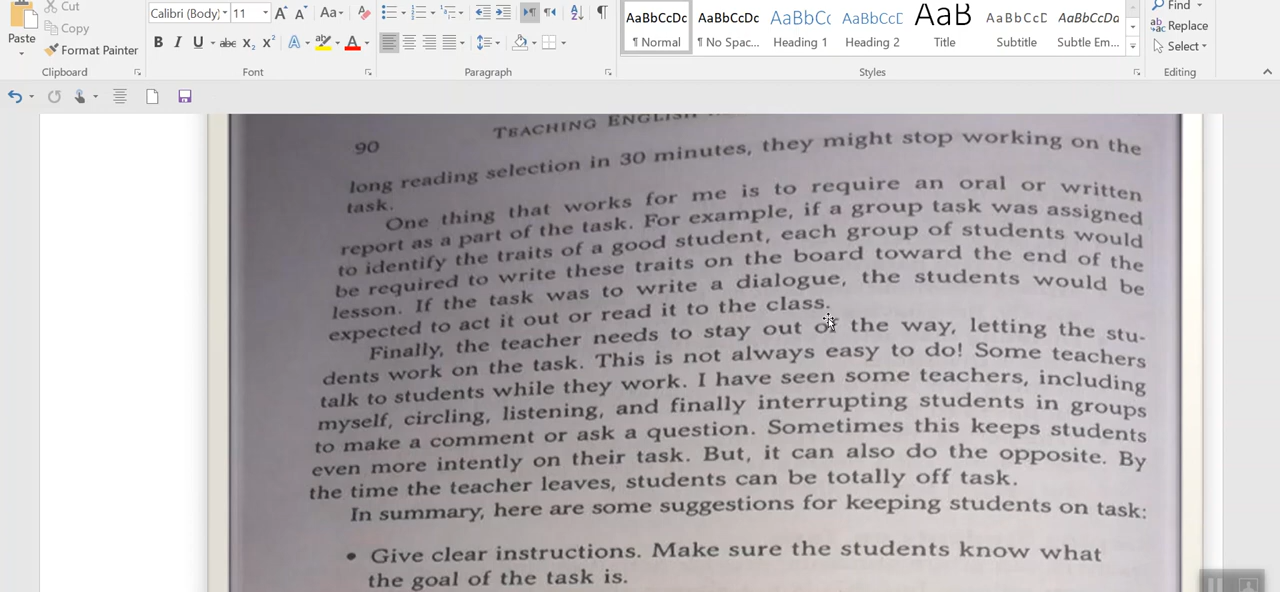 Cut
Find
Calibri (Body) 11 A A Aa
AaBbCcDc AaBbCcDc AaBbCc AaBbCcE AaB AaBbCcD AaBbCcDa
Paste Copy Replace
Format Painter B I U abc X2 X2 A A ¶ Normal ¶ No Spac... Heading 1 Heading 2 Title Subtitle Subtle Em... Select
Clipboard Font Paragraph Styles Editing
90 TEACHING ENGLISH
long reading selection in 30 minutes, they might stop working on the
task.
One thing that works for me is to require an oral or written
report as a part of the task. For example, if a group task was assigned
to identify the traits of a good student, each group of students would
be required to write these traits on the board toward the end of the
lesson. If the task was to write a dialogue, the students would be
expected to act it out or read it to the class.
Finally, the teacher needs to stay out of the way, letting the stu-
dents work on the task. This is not always easy to do! Some teachers
talk to students while they work. I have seen some teachers, including
myself, circling, listening, and finally interrupting students in groups
to make a comment or ask a question. Sometimes this keeps students
even more intently on their task. But, it can also do the opposite. By
the time the teacher leaves, students can be totally off task.
In summary, here are some suggestions for keeping students on task:
• Give clear instructions. Make sure the students know what
the goal of the task is.